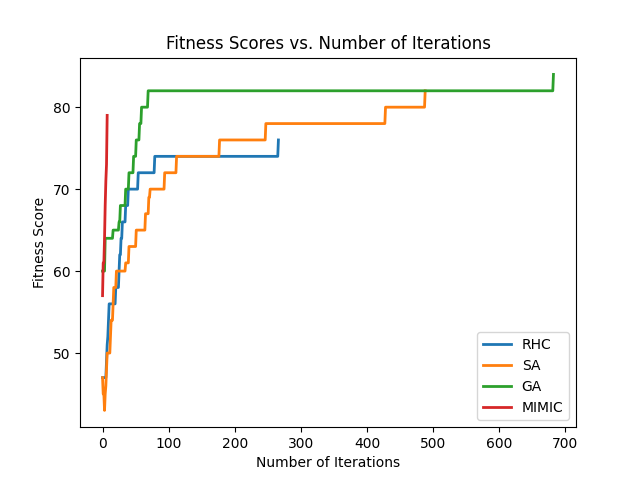 Fitness Scores vs. Number of Iterations
Fitness Score
80
70
60
50
RHC
SA
GA
MIMIC
0 100 200 300 400 500 600 700
Number of Iterations